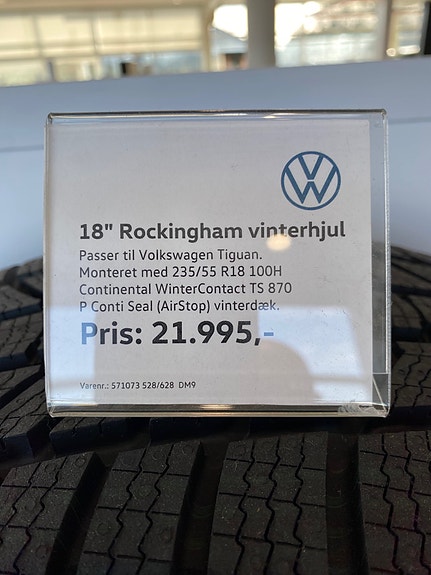 18" Rockingham vinterhjul
Passer til Volkswagen Tiguan.
Monteret med 235/55 R18 100H
Continental WinterContact TS 870
P Conti Seal (AirStop) vinterdæk.
Pris: 21.995,-
Varenr.: 571073 528/628 DM9